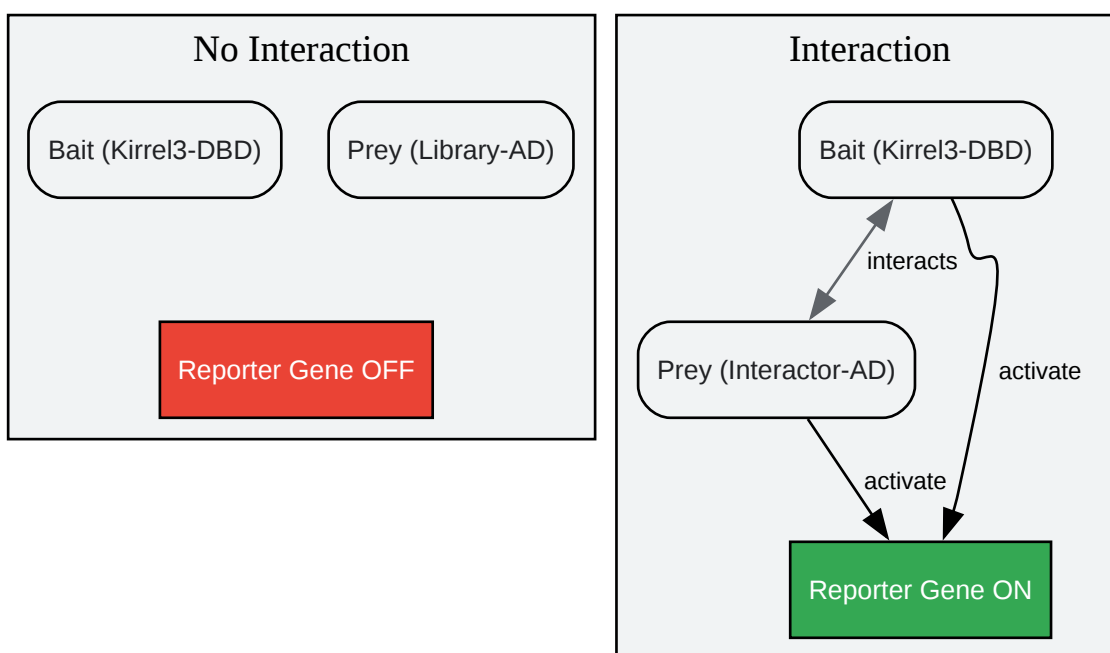 No Interaction
Bait (Kirrel3-DBD)
Prey (Library-AD)
Reporter Gene OFF
Interaction
Bait (Kirrel3-DBD)
interacts
Prey (Interactor-AD)
activate
activate
Reporter Gene ON